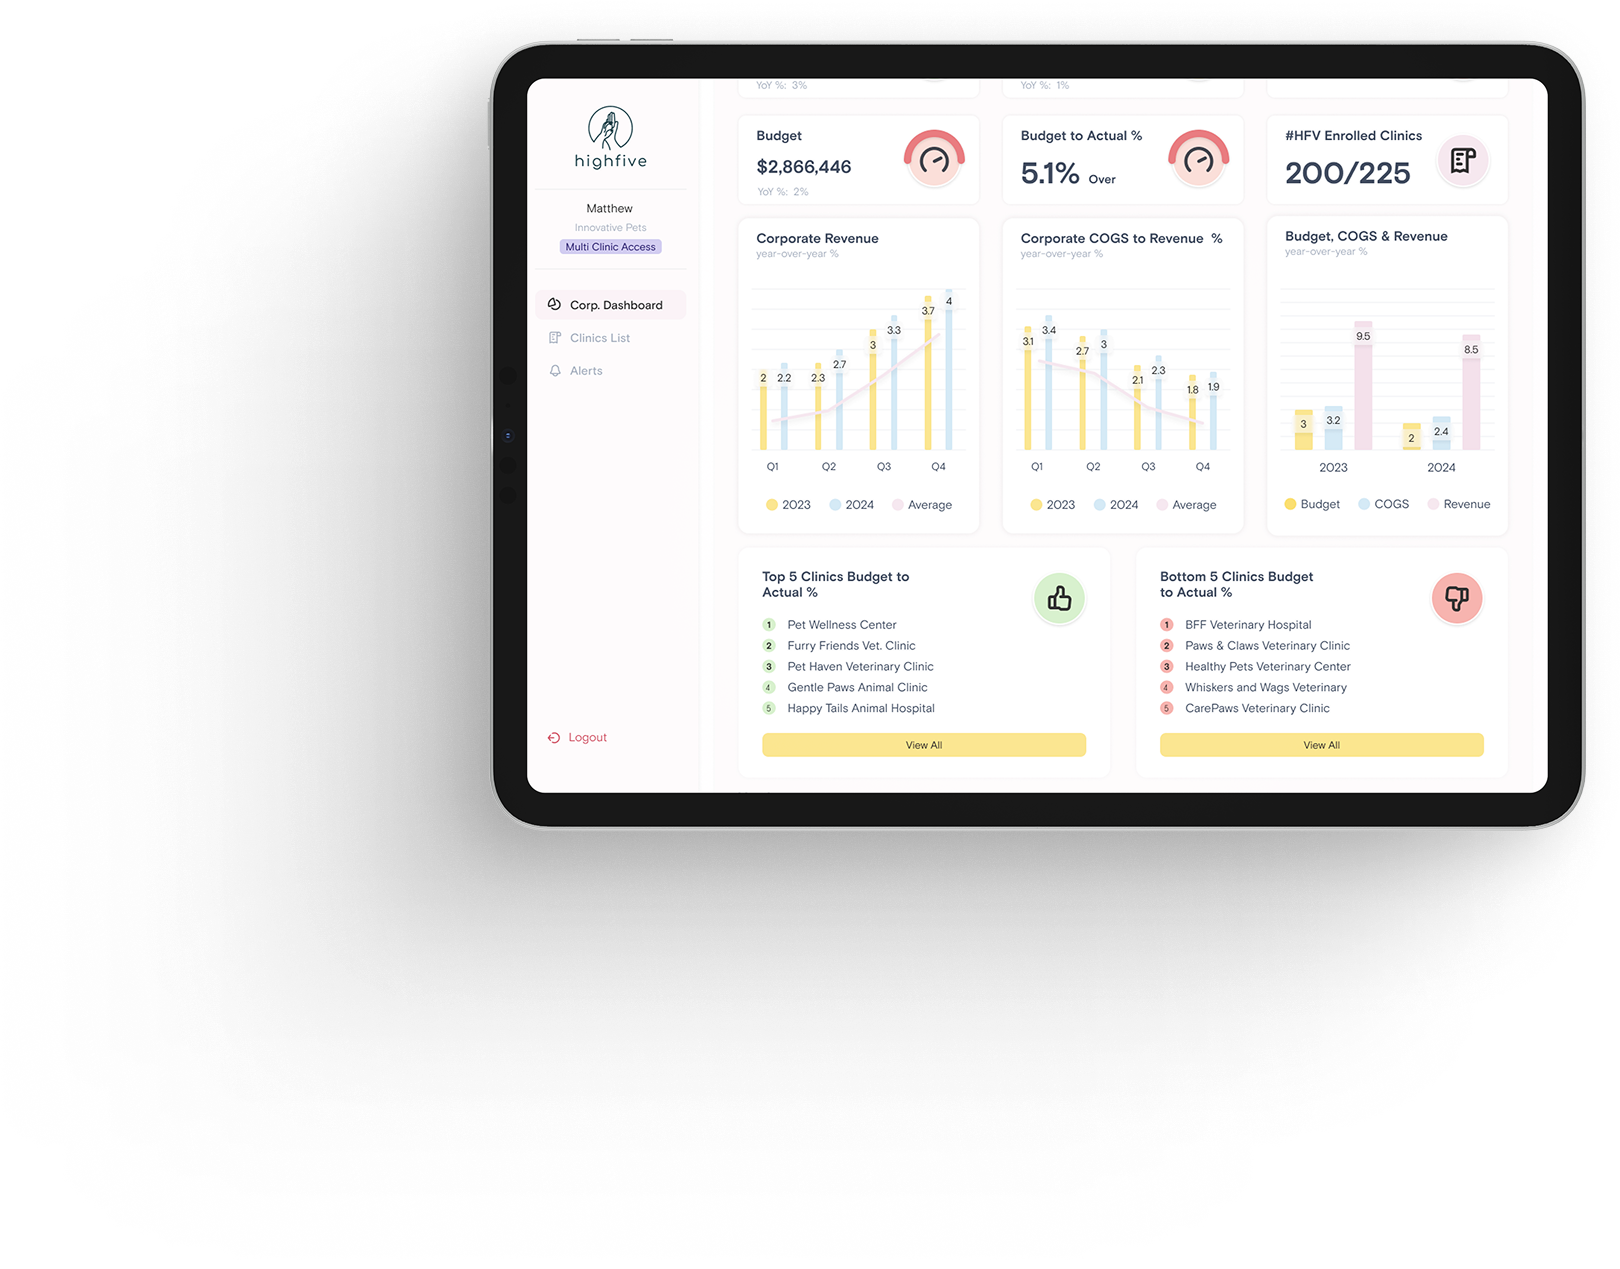 YoY %: 3%
YoY %: 1%
highfive
Matthew
Innovative Pets
Multi Clinic Access
Corp. Dashboard
Clinics List
Alerts
Logout
Budget
$2,866,446
YoY %: 2%
Budget to Actual %
5.1% Over
#HFV Enrolled Clinics
200/225
Corporate Revenue
year-over-year %
2 2.2 2.3 2.7 3 3.3 3.7 4
Q1 Q2 Q3 Q4
2023 2024 Average
Corporate COGS to Revenue %
year-over-year %
3.1 3.4 2.7 3 2.1 2.3 1.8 1.9
Q1 Q2 Q3 Q4
2023 2024 Average
Budget, COGS & Revenue
year-over-year %
3 3.2 9.5 2 2.4 8.5
2023 2024
Budget COGS Revenue
Top 5 Clinics Budget to
Actual %
1 Pet Wellness Center
2 Furry Friends Vet. Clinic
3 Pet Haven Veterinary Clinic
4 Gentle Paws Animal Clinic
5 Happy Tails Animal Hospital
View All
Bottom 5 Clinics Budget
to Actual %
1 BFF Veterinary Hospital
2 Paws & Claws Veterinary Clinic
3 Healthy Pets Veterinary Center
4 Whiskers and Wags Veterinary
5 CarePaws Veterinary Clinic
View All